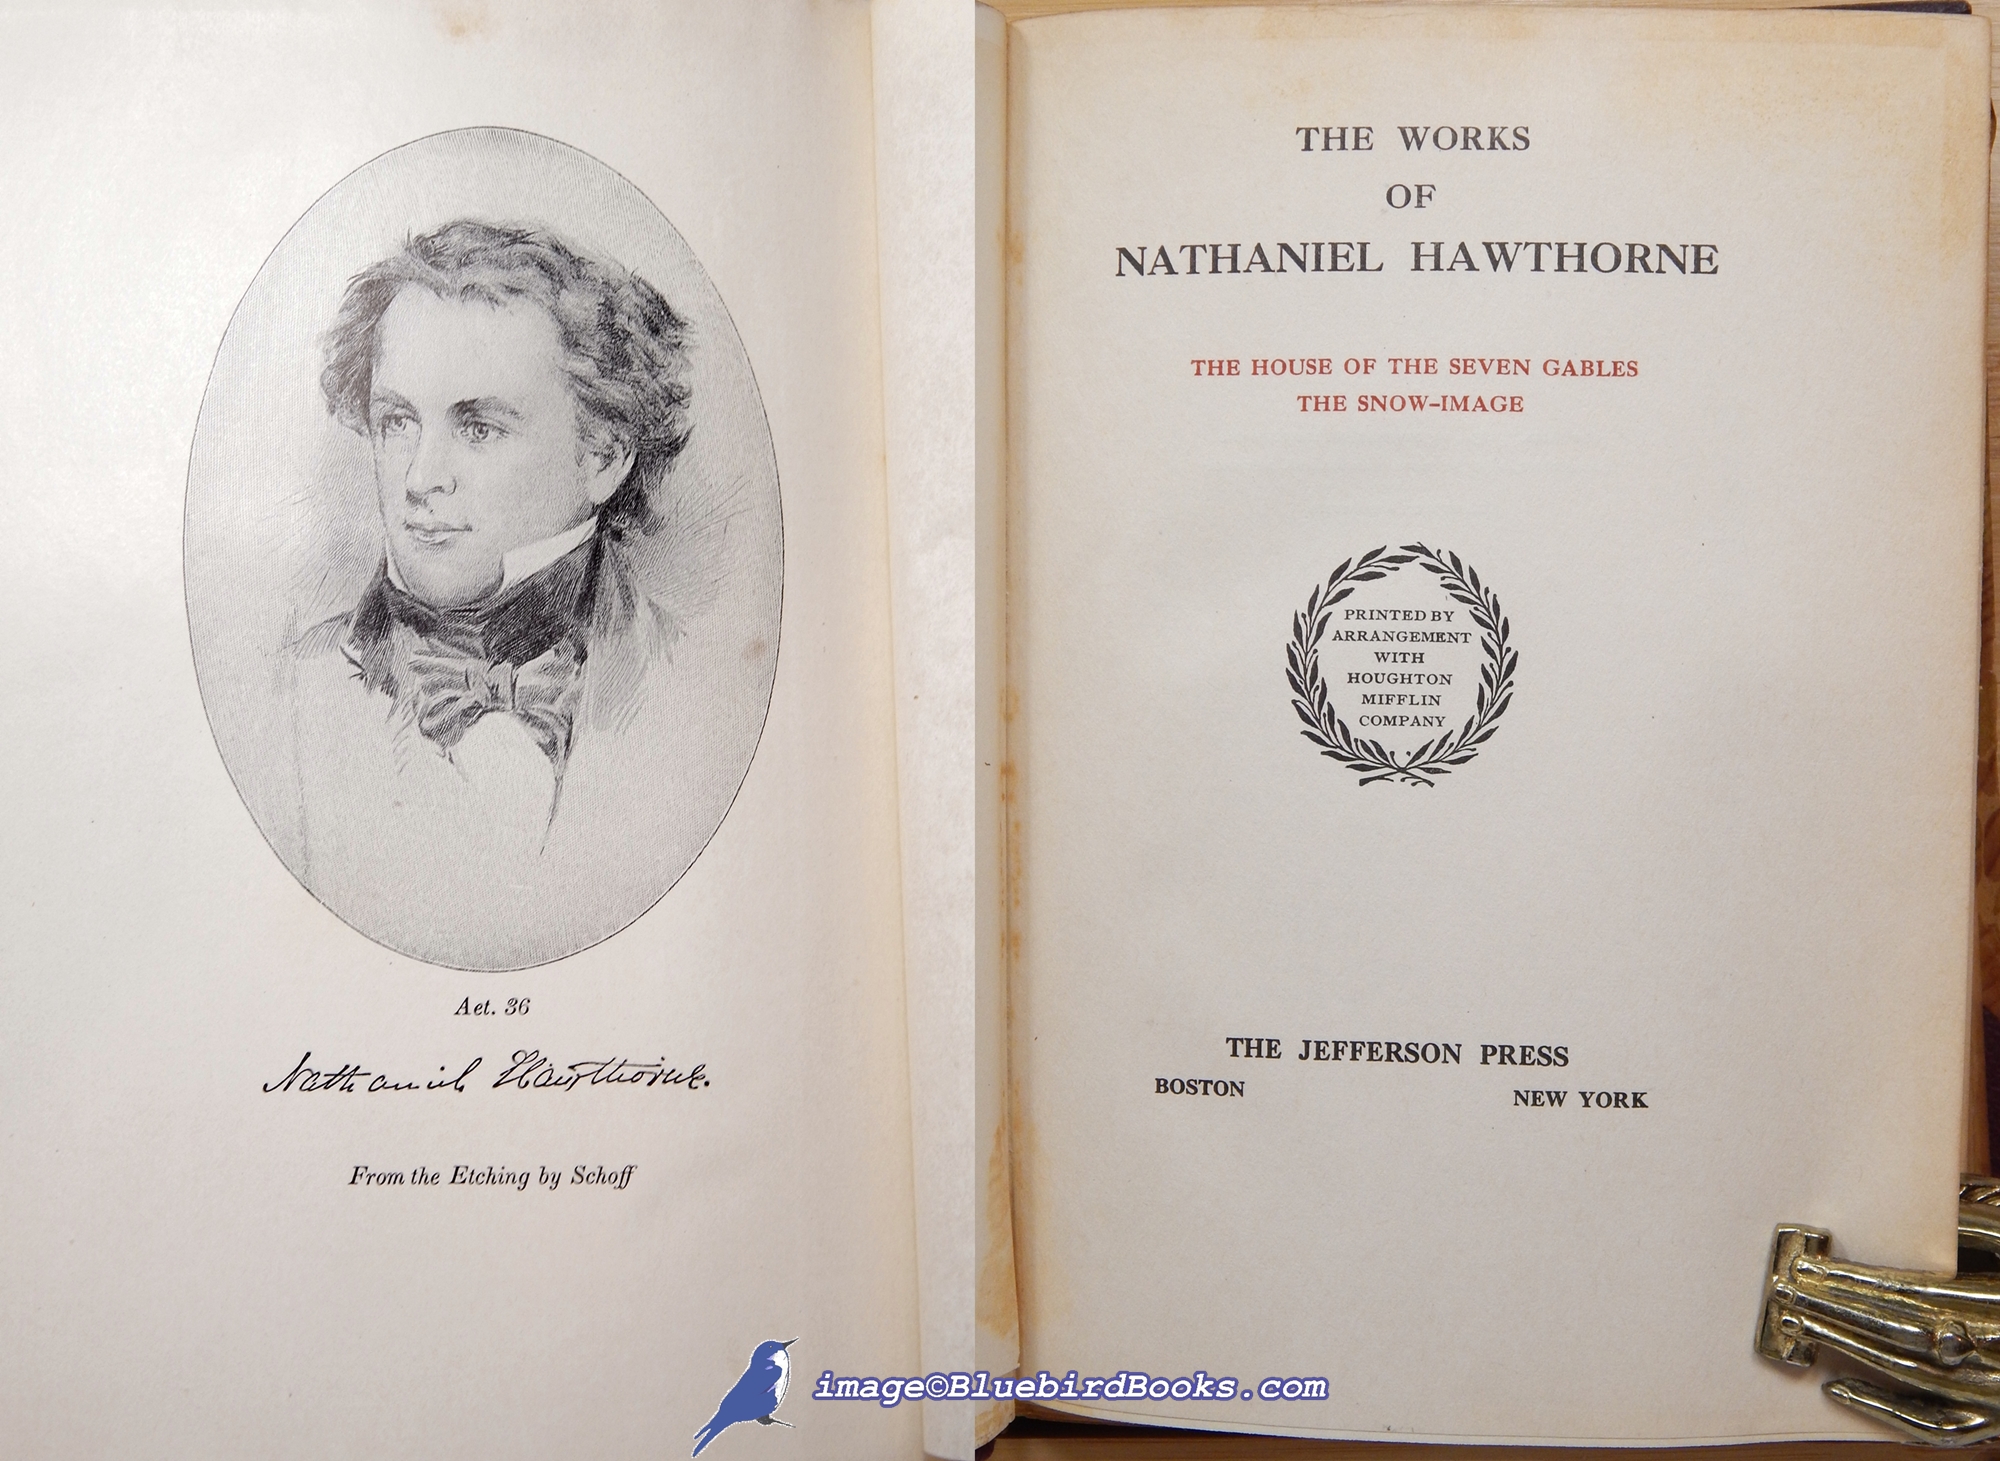 Aet. 36
Nathaniel Hawthorne.
From the Etching by Schoff
THE WORKS
OF
NATHANIEL HAWTHORNE
THE HOUSE OF THE SEVEN GABLES
THE SNOW-IMAGE
PRINTED BY
ARRANGEMENT
WITH
HOUGHTON
MIFFLIN
COMPANY
THE JEFFERSON PRESS
BOSTON NEW YORK
image©BluebirdBooks.com